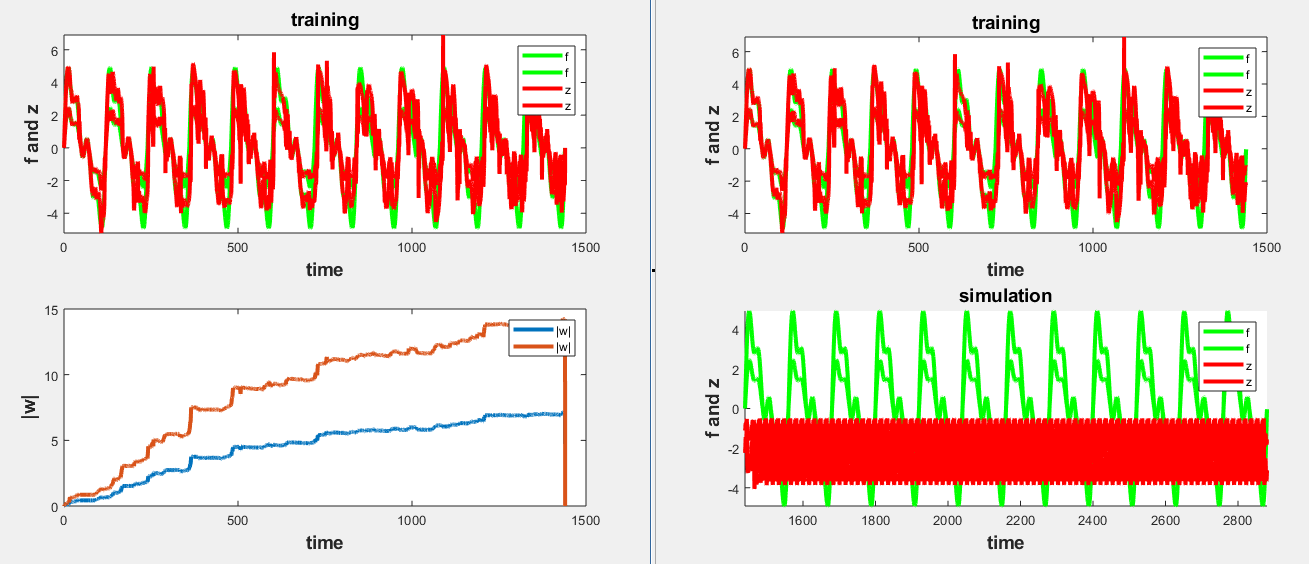 training
f and z
6
4
2
0
-2
-4
0
500
1000
1500
time
f
f
z
z
|w|
15
10
5
0
0
500
1000
1500
time
|w|
|w|
training
f and z
6
4
2
0
-2
-4
0
500
1000
1500
time
f
f
z
z
simulation
f and z
4
2
0
-2
-4
1600
1800
2000
2200
2400
2600
2800
time
f
f
z
z